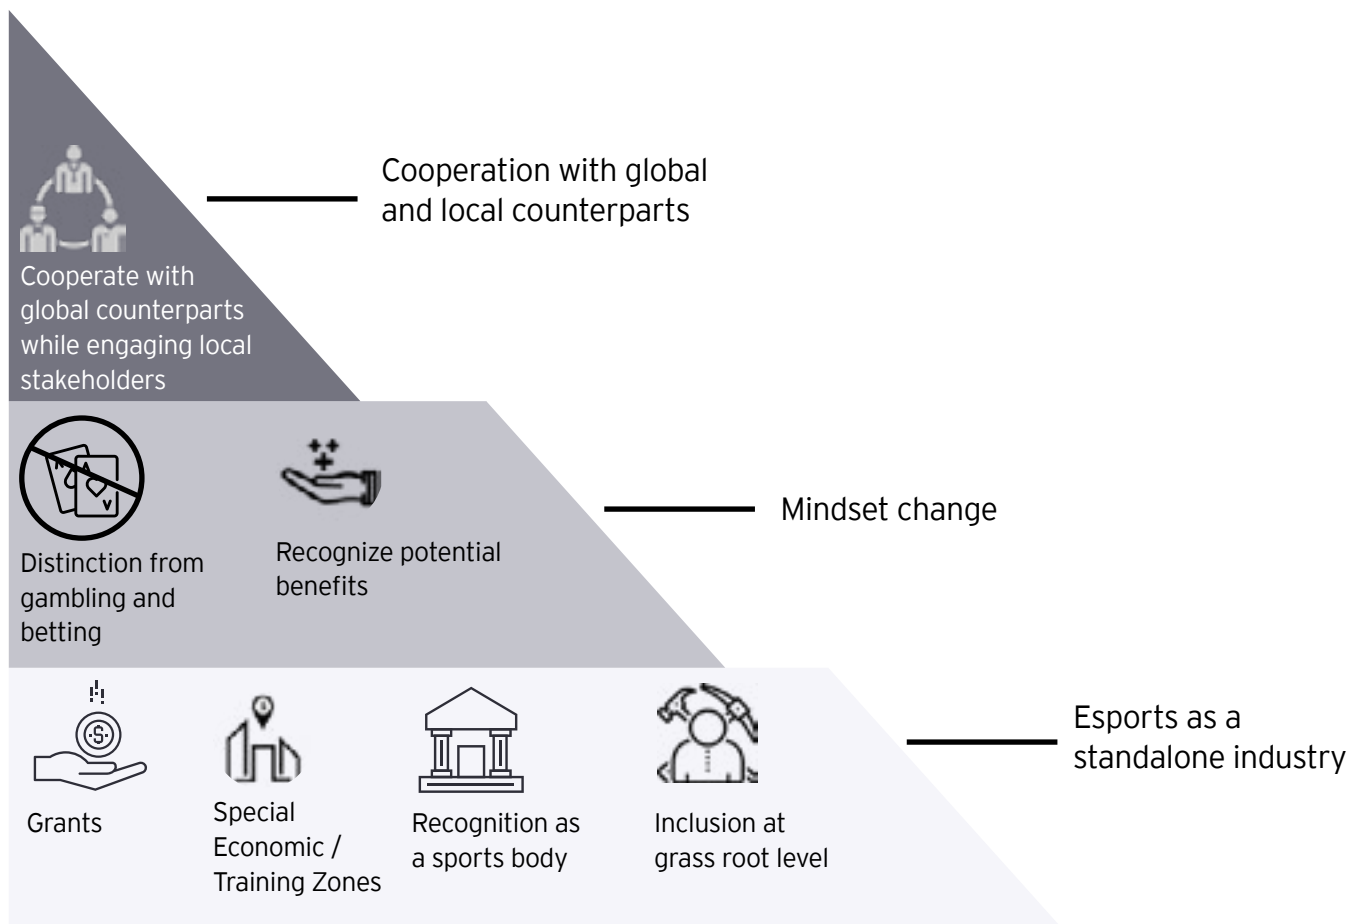 Cooperation with global
and local counterparts
Cooperate with
global counterparts
while engaging local
stakeholders
Distinction from
gambling and
betting
Recognize potential
benefits
Mindset change
Grants
Special
Economic /
Training Zones
Recognition as
a sports body
Inclusion at
grass root level
Esports as a
standalone industry